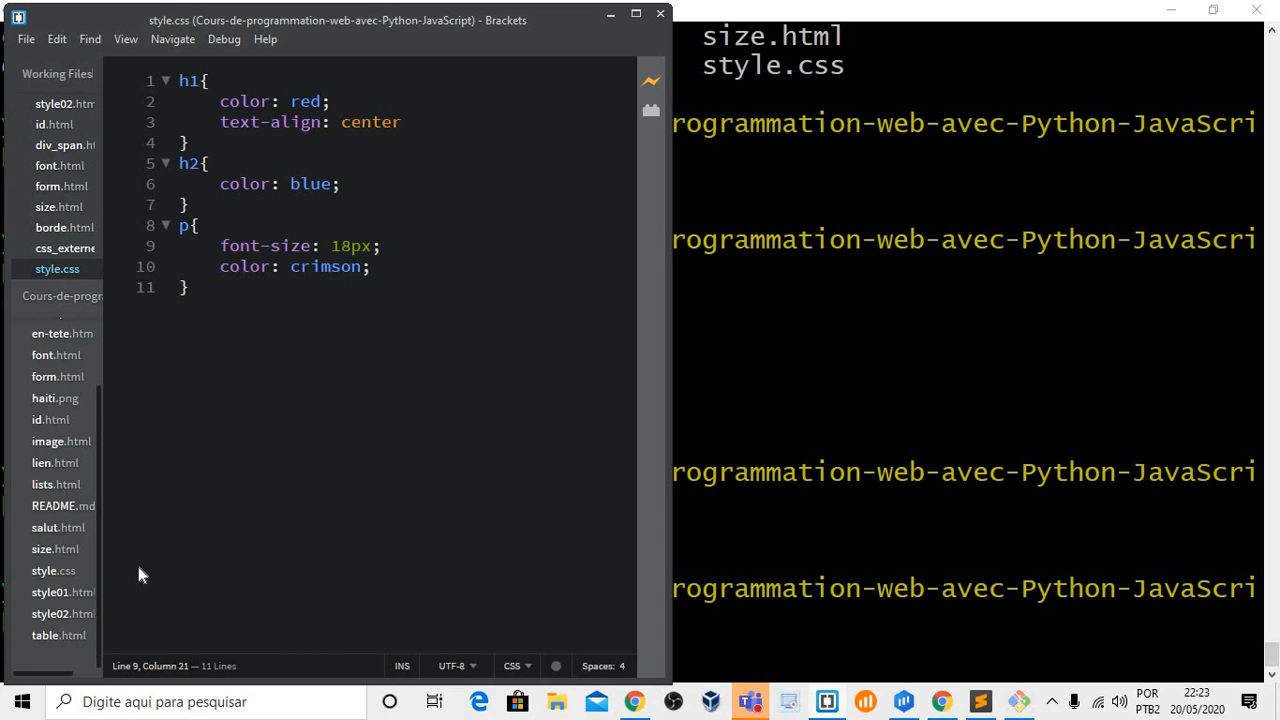 style.css (Cours-de-programmation-web-avec-Python-JavaScript) - Brackets
File Edit Find View Navigate Debug Help
Working Files
style02.htm
id.html
div_span.ht
font.html
form.html
size.html
borde.html
css_externe
style.css
Cours-de-progra
en-tete.htm
font.html
form.html
haiti.png
id.html
image.html
lien.html
lists.html
README.md
salut.html
size.html
style.css
style01.html
style02.html
table.html
1 h1{
2 color: red;
3 text-align: center
4 }
5 h2{
6 color: blue;
7 }
8 p{
9 font-size: 18px;
10 color: crimson;
11 }
Line 9, Column 21 — 11 Lines
INS UTF-8 CSS Spaces: 4
size.html
style.css
rogrammation-web-avec-Python-JavaScri
rogrammation-web-avec-Python-JavaScri
rogrammation-web-avec-Python-JavaScri
rogrammation-web-avec-Python-JavaScri
Digite aqui para pesquisar
POR
PTB2
22:23
20/05/2020